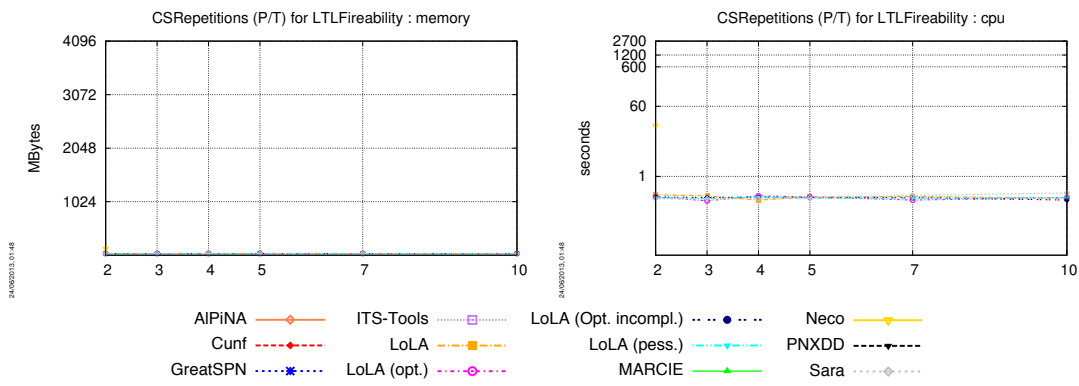 CSRepetitions (P/T) for LTLFireability : memory
4096
3072
2048
1024
MBytes
2 3 4 5 7 10
24/06/2013, 01:48
CSRepetitions (P/T) for LTLFireability : cpu
2700
1200
600
60
1
seconds
2 3 4 5 7 10
24/06/2013, 01:48
AlPiNA
Cunf
GreatSPN
ITS-Tools
LoLA
LoLA (opt.)
LoLA (Opt. incompl.)
LoLA (pess.)
MARCIE
Neco
PNXDD
Sara